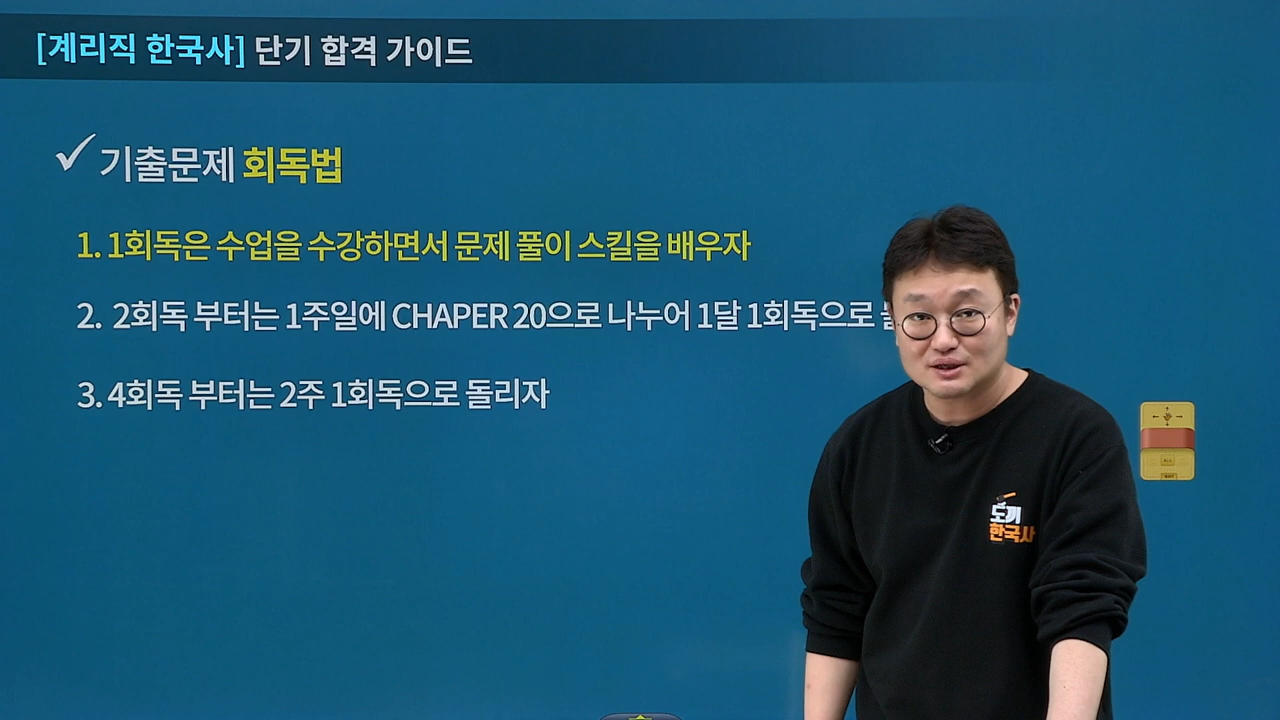 [계리직 한국사] 단기 합격 가이드
✓ 기출문제 회독법
1. 1회독은 수업을 수강하면서 문제 풀이 스킬을 배우자
2. 2회독 부터는 1주일에 CHAPER 20으로 나누어 1달 1회독으로
3. 4회독 부터는 2주 1회독으로 돌리자
도끼
한국사